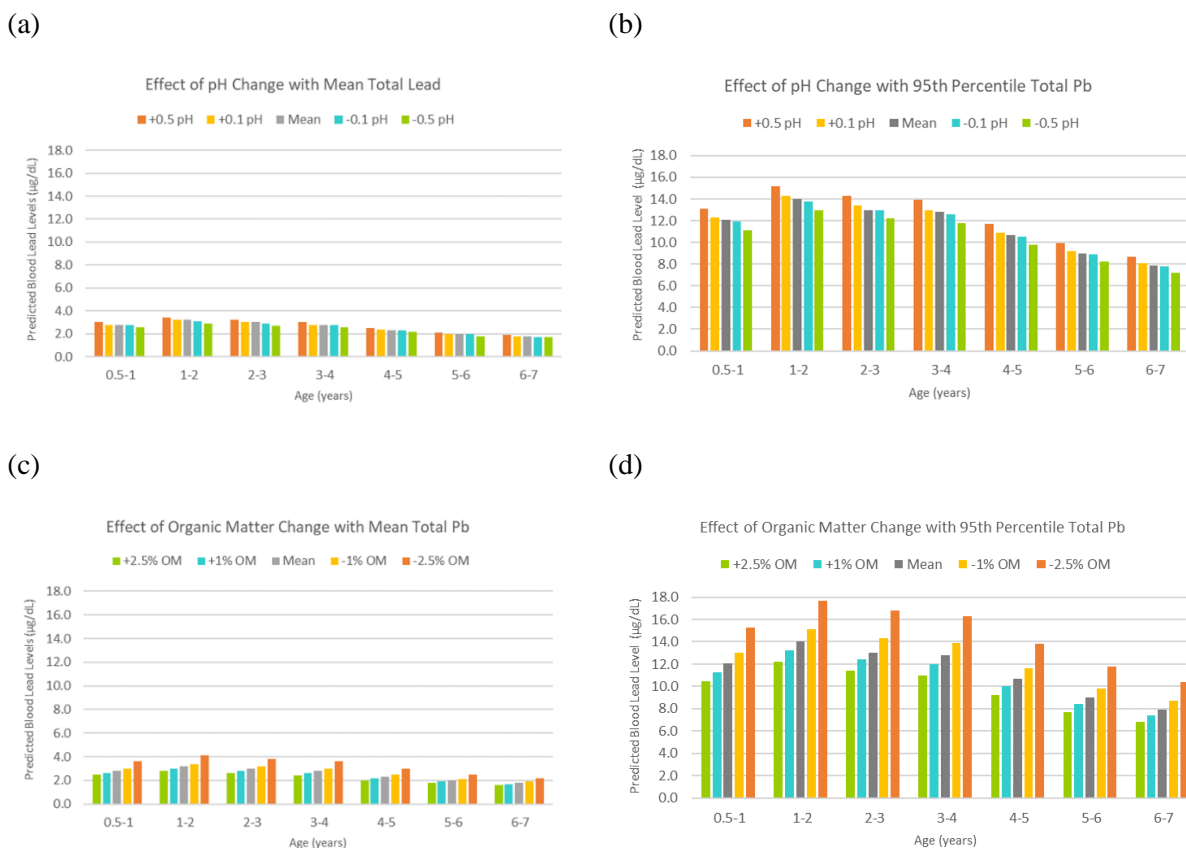 (a)
Effect of pH Change with Mean Total Lead
+0.5 pH +0.1 pH Mean -0.1 pH -0.5 pH
Predicted Blood Lead Levels (µg/dL)
18.0
16.0
14.0
12.0
10.0
8.0
6.0
4.0
2.0
0.0
0.5-1 1-2 2-3 3-4 4-5 5-6 6-7
Age (years)
(b)
Effect of pH Change with 95th Percentile Total Pb
+0.5 pH +0.1 pH Mean -0.1 pH -0.5 pH
Predicted Blood Lead Level (µg/dL)
18.0
16.0
14.0
12.0
10.0
8.0
6.0
4.0
2.0
0.0
0.5-1 1-2 2-3 3-4 4-5 5-6 6-7
Age (years)
(c)
Effect of Organic Matter Change with Mean Total Pb
+2.5% OM +1% OM Mean -1% OM -2.5% OM
Predicted Blood Lead Levels (µg/dL)
18.0
16.0
14.0
12.0
10.0
8.0
6.0
4.0
2.0
0.0
0.5-1 1-2 2-3 3-4 4-5 5-6 6-7
Age (years)
(d)
Effect of Organic Matter Change with 95th Percentile Total Pb
+2.5% OM +1% OM Mean -1% OM -2.5% OM
Predicted Blood Lead Level (µg/dL)
18.0
16.0
14.0
12.0
10.0
8.0
6.0
4.0
2.0
0.0
0.5-1 1-2 2-3 3-4 4-5 5-6 6-7
Age (years)